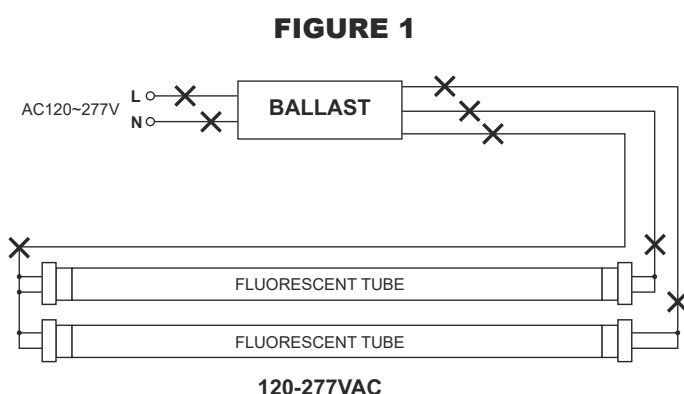 FIGURE 1
AC120~277V
L
N
BALLAST
FLUORESCENT TUBE
FLUORESCENT TUBE
120-277VAC